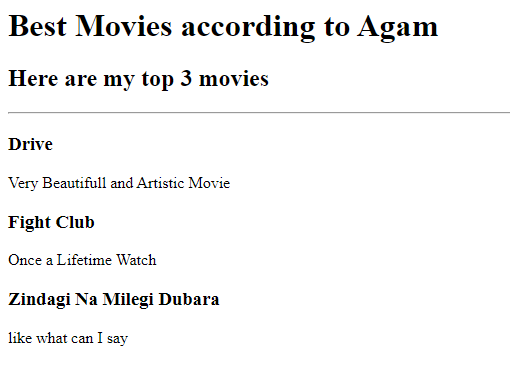 Best Movies according to Agam
Here are my top 3 movies
Drive
Very Beautifull and Artistic Movie
Fight Club
Once a Lifetime Watch
Zindagi Na Milegi Dubara
like what can I say